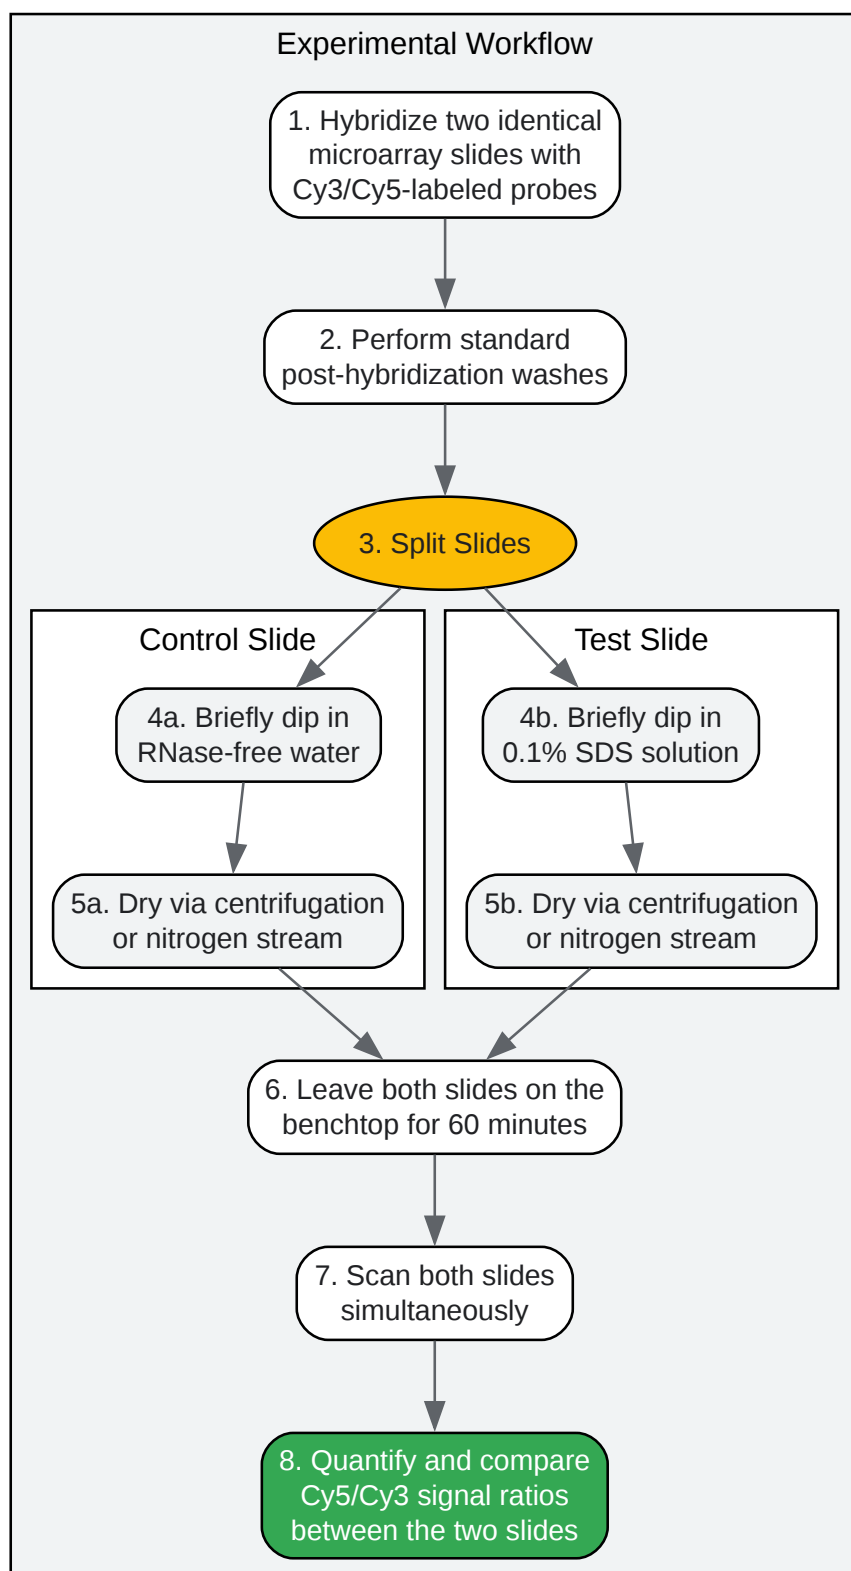 Experimental Workflow
1. Hybridize two identical
microarray slides with
Cy3/Cy5-labeled probes
2. Perform standard
post-hybridization washes
3. Split Slides
Control Slide
4a. Briefly dip in
RNase-free water
5a. Dry via centrifugation
or nitrogen stream
Test Slide
4b. Briefly dip in
0.1% SDS solution
5b. Dry via centrifugation
or nitrogen stream
6. Leave both slides on the
benchtop for 60 minutes
7. Scan both slides
simultaneously
8. Quantify and compare
Cy5/Cy3 signal ratios
between the two slides